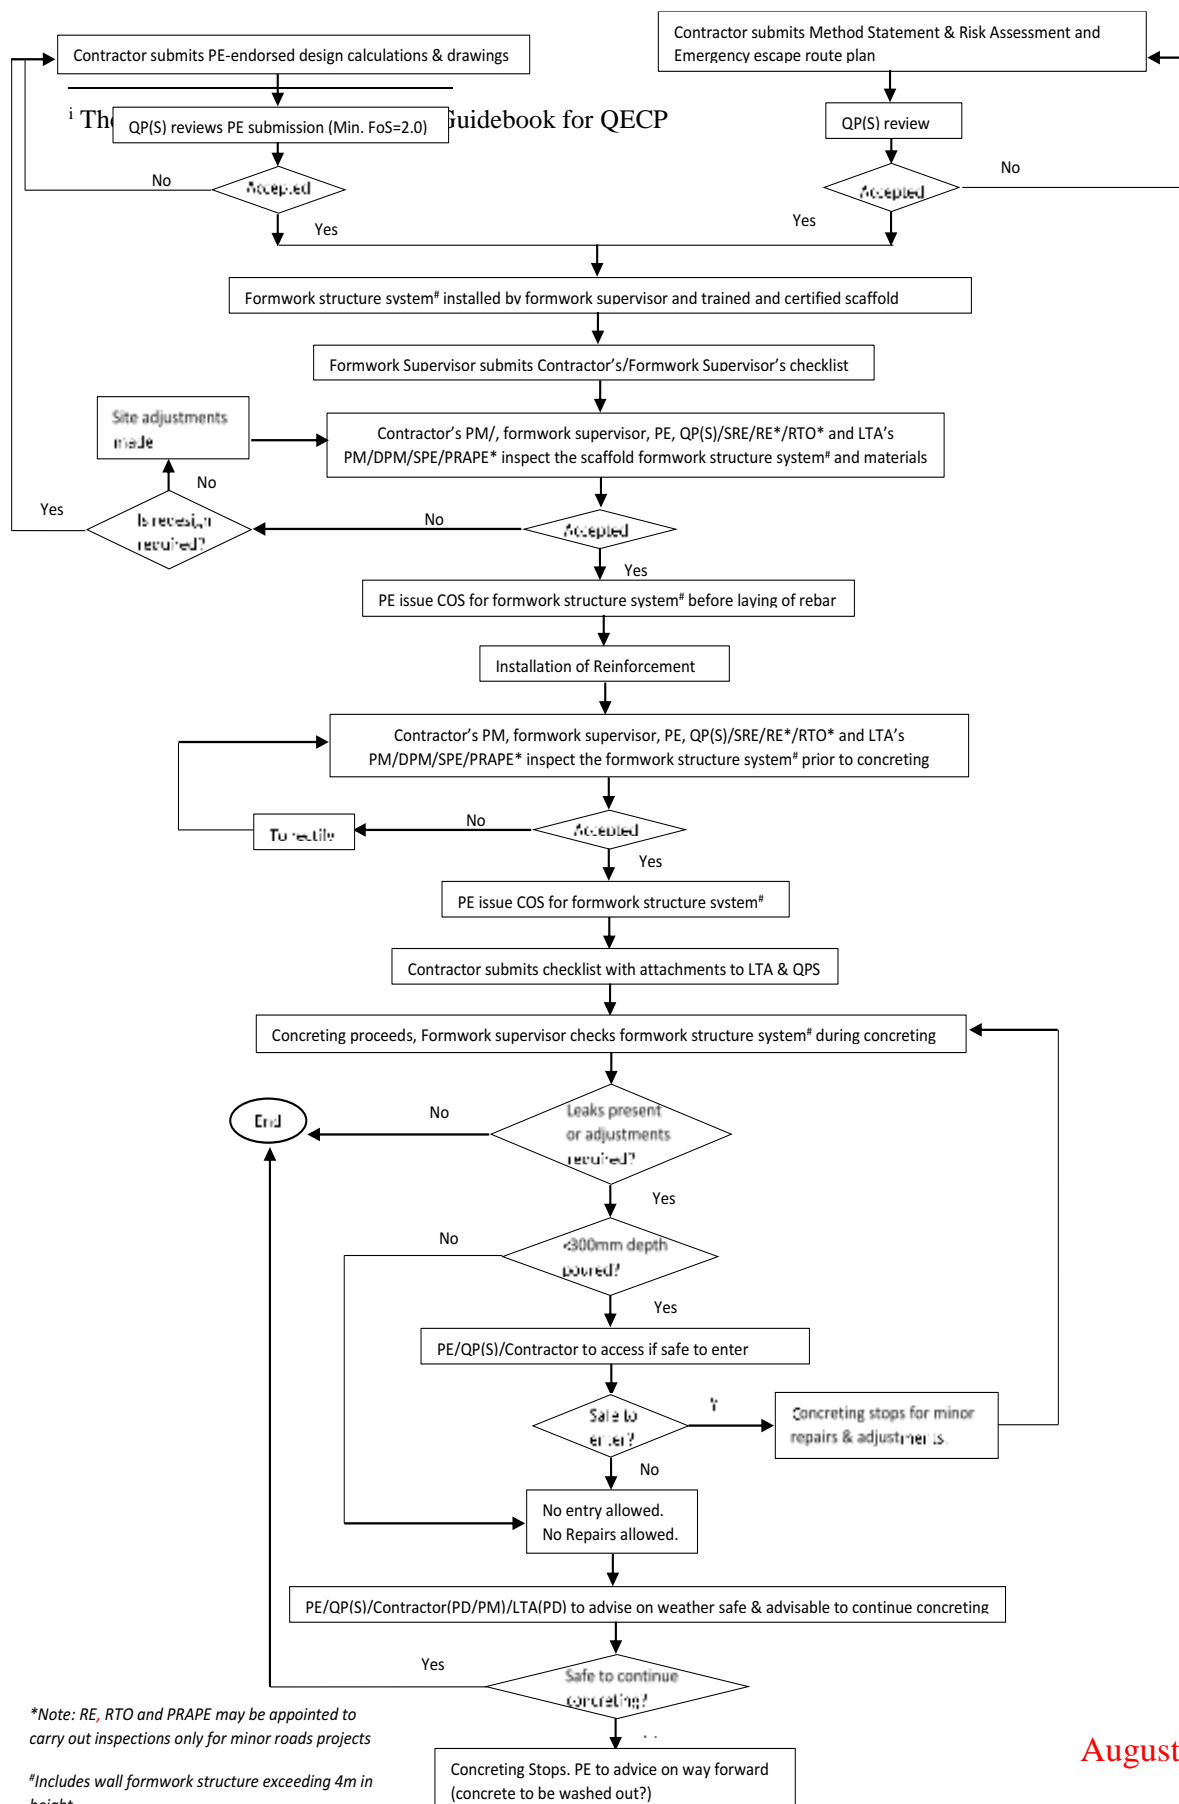 Contractor submits Method Statement & Risk Assessment and
Emergency escape route plan
Contractor submits PE-endorsed design calculations & drawings
i The
QP(S) reviews PE submission (Min. FoS=2.0)
Guidebook for QECP
QP(S) review
No
Accepted
No
Accepted
Yes
Yes
Formwork structure system# installed by formwork supervisor and trained and certified scaffold
Formwork Supervisor submits Contractor's/Formwork Supervisor's checklist
Site adjustments
made
Contractor's PM/, formwork supervisor, PE, QP(S)/SRE/RE*/RTO* and LTA's
PM/DPM/SPE/PRAPE* inspect the scaffold formwork structure system# and materials
No
Yes
Is redesign
required?
No
Accepted
Yes
PE issue COS for formwork structure system# before laying of rebar
Installation of Reinforcement
Contractor's PM, formwork supervisor, PE, QP(S)/SRE/RE*/RTO* and LTA's
PM/DPM/SPE/PRAPE* inspect the formwork structure system# prior to concreting
To rectify
No
Accepted
Yes
PE issue COS for formwork structure system#
Contractor submits checklist with attachments to LTA & QPS
Concreting proceeds, Formwork supervisor checks formwork structure system# during concreting
End
No
Leaks present
or adjustments
required?
Yes
No
<300mm depth
poured?
Yes
PE/QP(S)/Contractor to access if safe to enter
Safe to
enter?
Y
Concreting stops for minor
repairs & adjustments.
No
No entry allowed.
No Repairs allowed.
PE/QP(S)/Contractor(PD/PM)/LTA(PD) to advise on weather safe & advisable to continue concreting
Yes
Safe to continue
concreting?
*Note: RE, RTO and PRAPE may be appointed to
carry out inspections only for minor roads projects
August
#Includes wall formwork structure exceeding 4m in
height
Concreting Stops. PE to advice on way forward
(concrete to be washed out?)